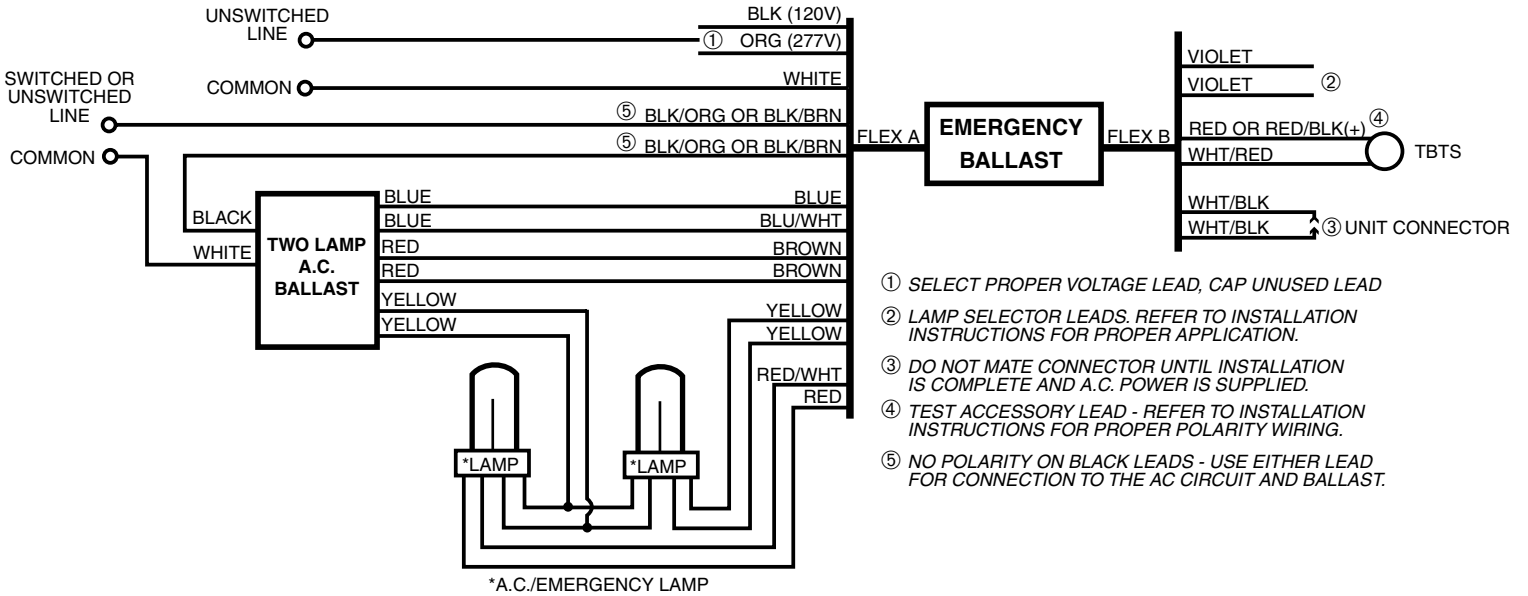 UNSWITCHED
LINE
BLK (120V)
① ORG (277V)
COMMON
WHITE
SWITCHED OR
UNSWITCHED
LINE
⑤ BLK/ORG OR BLK/BRN
COMMON
⑤ BLK/ORG OR BLK/BRN
FLEX A
EMERGENCY
BALLAST
FLEX B
VIOLET
VIOLET
②
RED OR RED/BLK(+)
④
WHT/RED
TBTS
WHT/BLK
WHT/BLK
③ UNIT CONNECTOR
BLACK
WHITE
TWO LAMP
A.C.
BALLAST
BLUE
BLUE
BLUE
BLU/WHT
RED
BROWN
RED
BROWN
YELLOW
YELLOW
YELLOW
YELLOW
RED/WHT
RED
*LAMP
*LAMP
*A.C./EMERGENCY LAMP
① SELECT PROPER VOLTAGE LEAD, CAP UNUSED LEAD
② LAMP SELECTOR LEADS. REFER TO INSTALLATION
INSTRUCTIONS FOR PROPER APPLICATION.
③ DO NOT MATE CONNECTOR UNTIL INSTALLATION
IS COMPLETE AND A.C. POWER IS SUPPLIED.
④ TEST ACCESSORY LEAD - REFER TO INSTALLATION
INSTRUCTIONS FOR PROPER POLARITY WIRING.
⑤ NO POLARITY ON BLACK LEADS - USE EITHER LEAD
FOR CONNECTION TO THE AC CIRCUIT AND BALLAST.